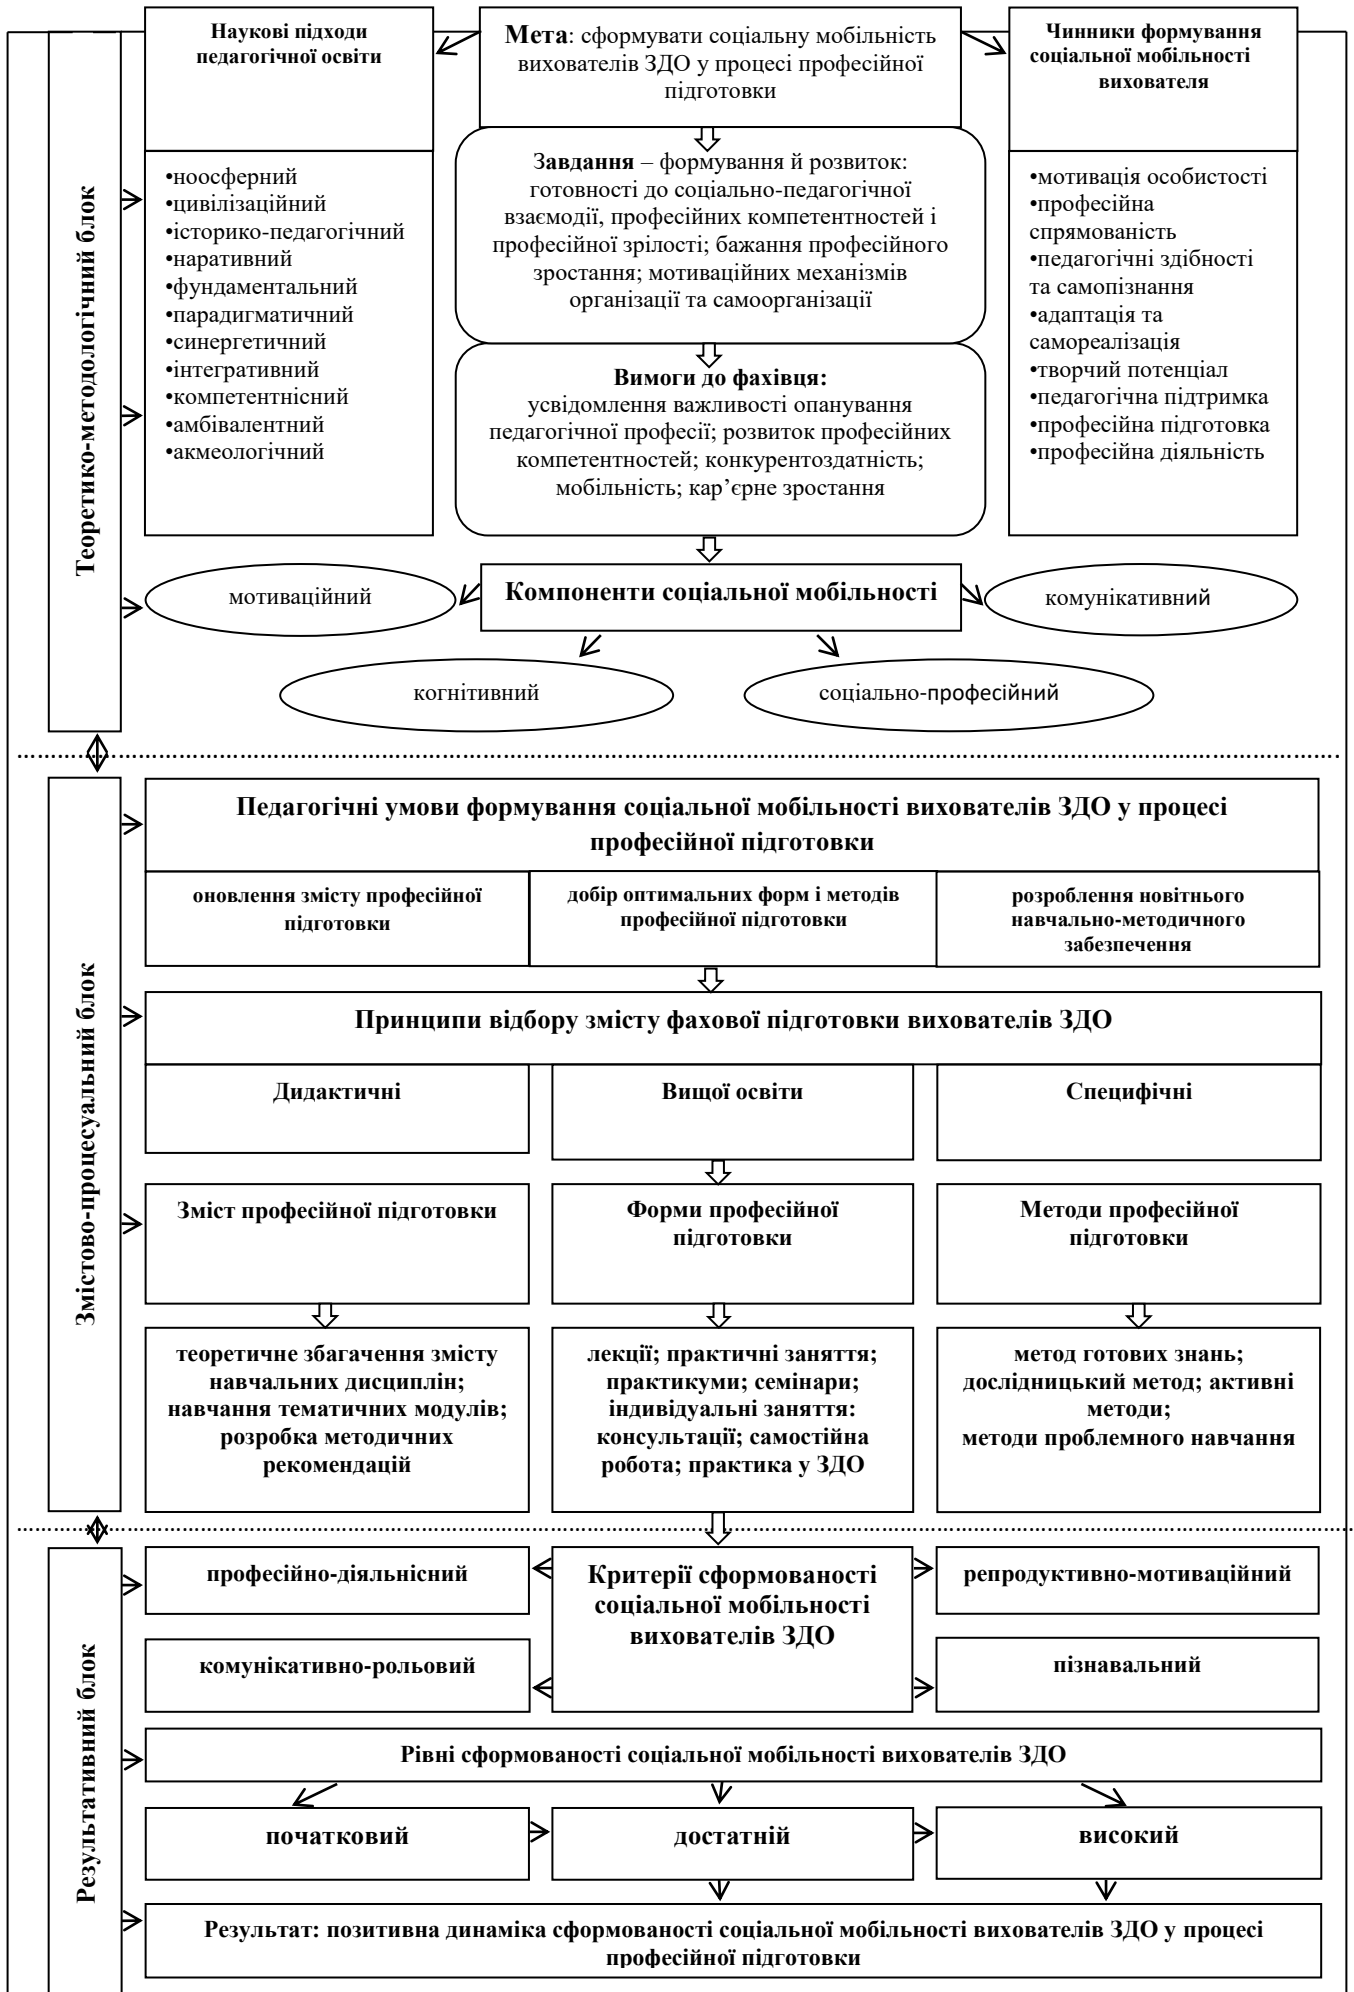 Теоретико-методологічний блок
Наукові підходи
педагогічної освіти
•ноосферний
•цивілізаційний
•історико-педагогічний
•наративний
•фундаментальний
•парадигматичний
•синергетичний
•інтегративний
•компетентнісний
•амбівалентний
•акмеологічний
Мета: сформувати соціальну мобільність
вихователів ЗДО у процесі професійної
підготовки
Завдання – формування й розвиток:
готовності до соціально-педагогічної
взаємодії, професійних компетентностей і
професійної зрілості; бажання професійного
зростання; мотиваційних механізмів
організації та самоорганізації
Вимоги до фахівця:
усвідомлення важливості опанування
педагогічної професії; розвиток професійних
компетентностей; конкурентоздатність;
мобільність; кар’єрне зростання
Чинники формування
соціальної мобільності
вихователя
•мотивація особистості
•професійна
спрямованість
•педагогічні здібності
та самопізнання
•адаптація та
самореалізація
•творчий потенціал
•педагогічна підтримка
•професійна підготовка
•професійна діяльність
Компоненти соціальної мобільності
мотиваційний
комунікативний
когнітивний
соціально-професійний
Змістово-процесуальний блок
Педагогічні умови формування соціальної мобільності вихователів ЗДО у процесі
професійної підготовки
оновлення змісту професійної
підготовки
добір оптимальних форм і методів
професійної підготовки
розроблення новітнього
навчально-методичного
забезпечення
Принципи відбору змісту фахової підготовки вихователів ЗДО
Дидактичні
Вищої освіти
Специфічні
Зміст професійної підготовки
Форми професійної
підготовки
Методи професійної
підготовки
теоретичне збагачення змісту
навчальних дисциплін;
навчання тематичних модулів;
розробка методичних
рекомендацій
лекції; практичні заняття;
практикуми; семінари;
індивідуальні заняття:
консультації; самостійна
робота; практика у ЗДО
метод готових знань;
дослідницький метод; активні
методи;
методи проблемного навчання
Результативний блок
професійно-діяльнісний
Критерії сформованості
соціальної мобільності
вихователів ЗДО
репродуктивно-мотиваційний
комунікативно-рольовий
пізнавальний
Рівні сформованості соціальної мобільності вихователів ЗДО
початковий
достатній
високий
Результат: позитивна динаміка сформованості соціальної мобільності вихователів ЗДО у процесі
професійної підготовки